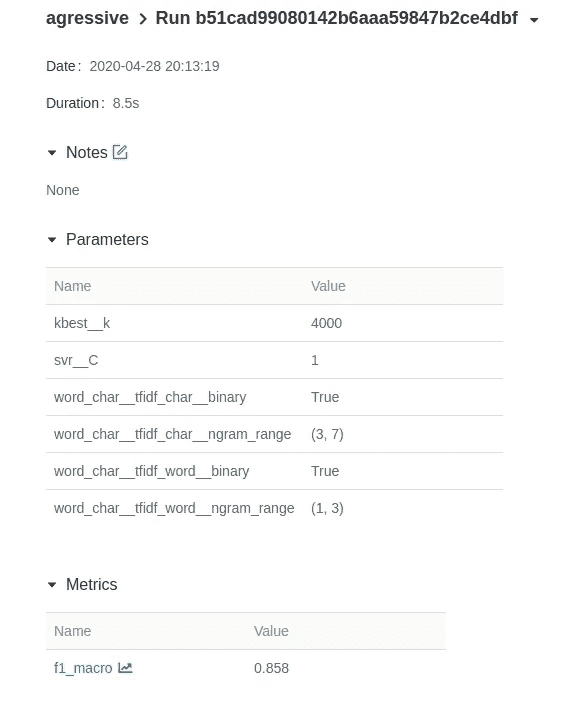 agressive > Run b51cad99080142b6aaa59847b2ce4dbf
Date: 2020-04-28 20:13:19
Duration: 8.5s
Notes
None
Parameters
Name Value
kbest__k 4000
svr__C 1
word_char__tfidf_char__binary True
word_char__tfidf_char__ngram_range (3, 7)
word_char__tfidf_word__binary True
word_char__tfidf_word__ngram_range (1, 3)
Metrics
Name Value
f1_macro 0.858